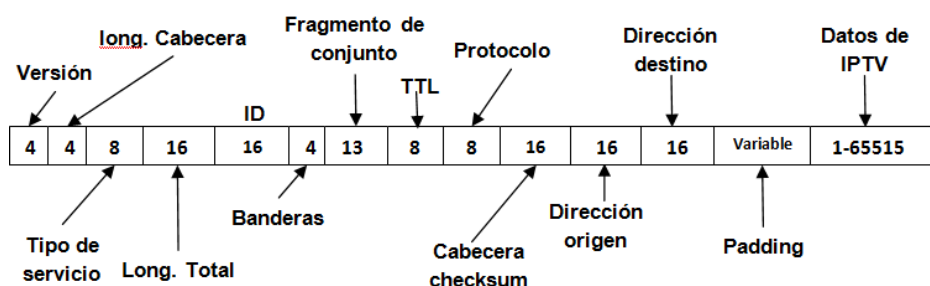 long. Cabecera
Fragmento de
conjunto
Dirección
destino
Datos de
IPTV
Versión
Protocolo
TTL
ID
4 4 8 16 16 4 13 8 8 16 16 16 Variable 1-65515
Banderas
Dirección
origen
Tipo de
servicio
Long. Total
Cabecera
checksum
Padding